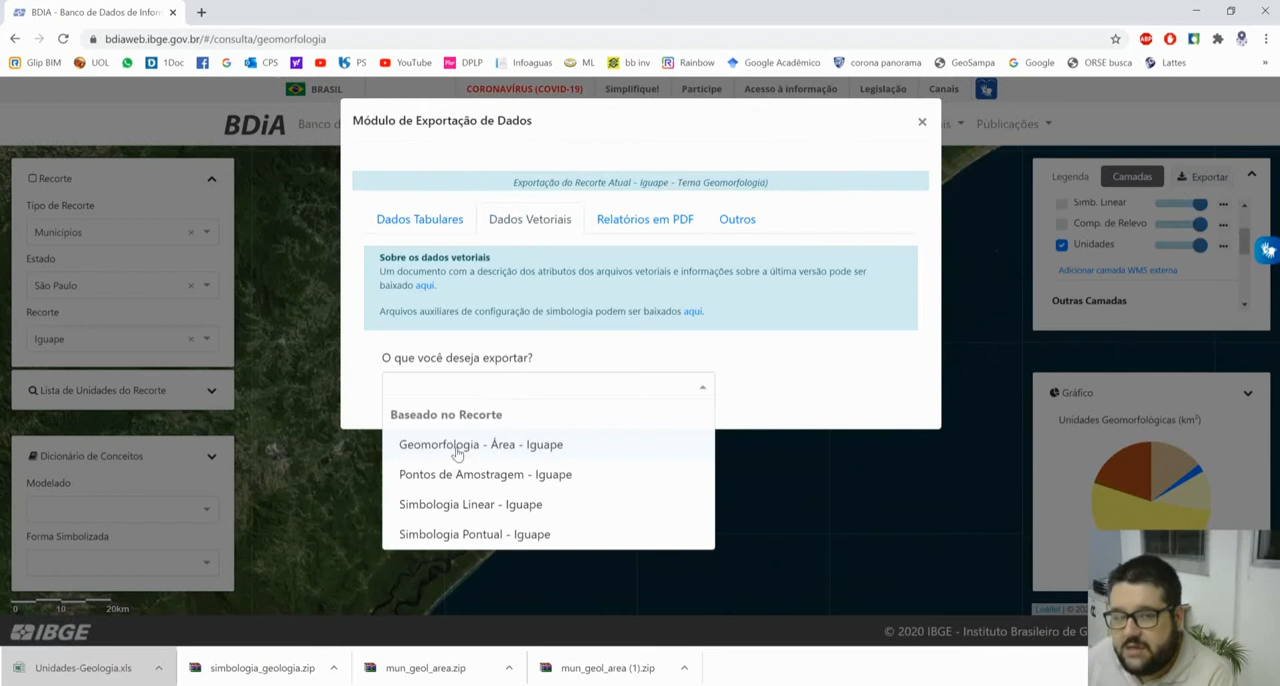 BDIA - Banco de Dados de Inform
bdiaweb.ibge.gov.br/#/consulta/geomorfologia
Glip BIM
UOL
1Doc
CPS
PS
YouTube
DPLP
Infoaguas
ML
bb inv
Rainbow
Google Acadêmico
corona panorama
GeoSampa
Google
ORSE busca
Lattes
»
BRASIL
CORONAVÍRUS (COVID-19)
Simplifique!
Participe
Acesso à informação
Legislação
Canais
BDiA
Banco d
is
Publicações
Módulo de Exportação de Dados
Exportação do Recorte Atual - Iguape - Tema Geomorfologia)
Dados Tabulares
Dados Vetoriais
Relatórios em PDF
Outros
Sobre os dados vetoriais
Um documento com a descrição dos atributos dos arquivos vetoriais e informações sobre a última versão pode ser
baixado aqui.
Arquivos auxiliares de configuração de simbologia podem ser baixados aqui.
O que você deseja exportar?
Baseado no Recorte
Geomorfologia - Área - Iguape
Pontos de Amostragem - Iguape
Simbologia Linear - Iguape
Simbologia Pontual - Iguape
Recorte
Tipo de Recorte
Municípios
Estado
São Paulo
Recorte
Iguape
Lista de Unidades do Recorte
Dicionário de Conceitos
Modelado
Forma Simbolizada
0 10 20km
Legenda
Camadas
Exportar
Simb. Linear
Comp. de Relevo
Unidades
Adicionar camada WMS externa
Outras Camadas
Gráfico
Unidades Geomorfológicas (km²)
Leaflet | © 202
IBGE
© 2020 IBGE - Instituto Brasileiro de G
Unidades-Geologia.xls
simbologia_geologia.zip
mun_geol_area.zip
mun_geol_area (1).zip